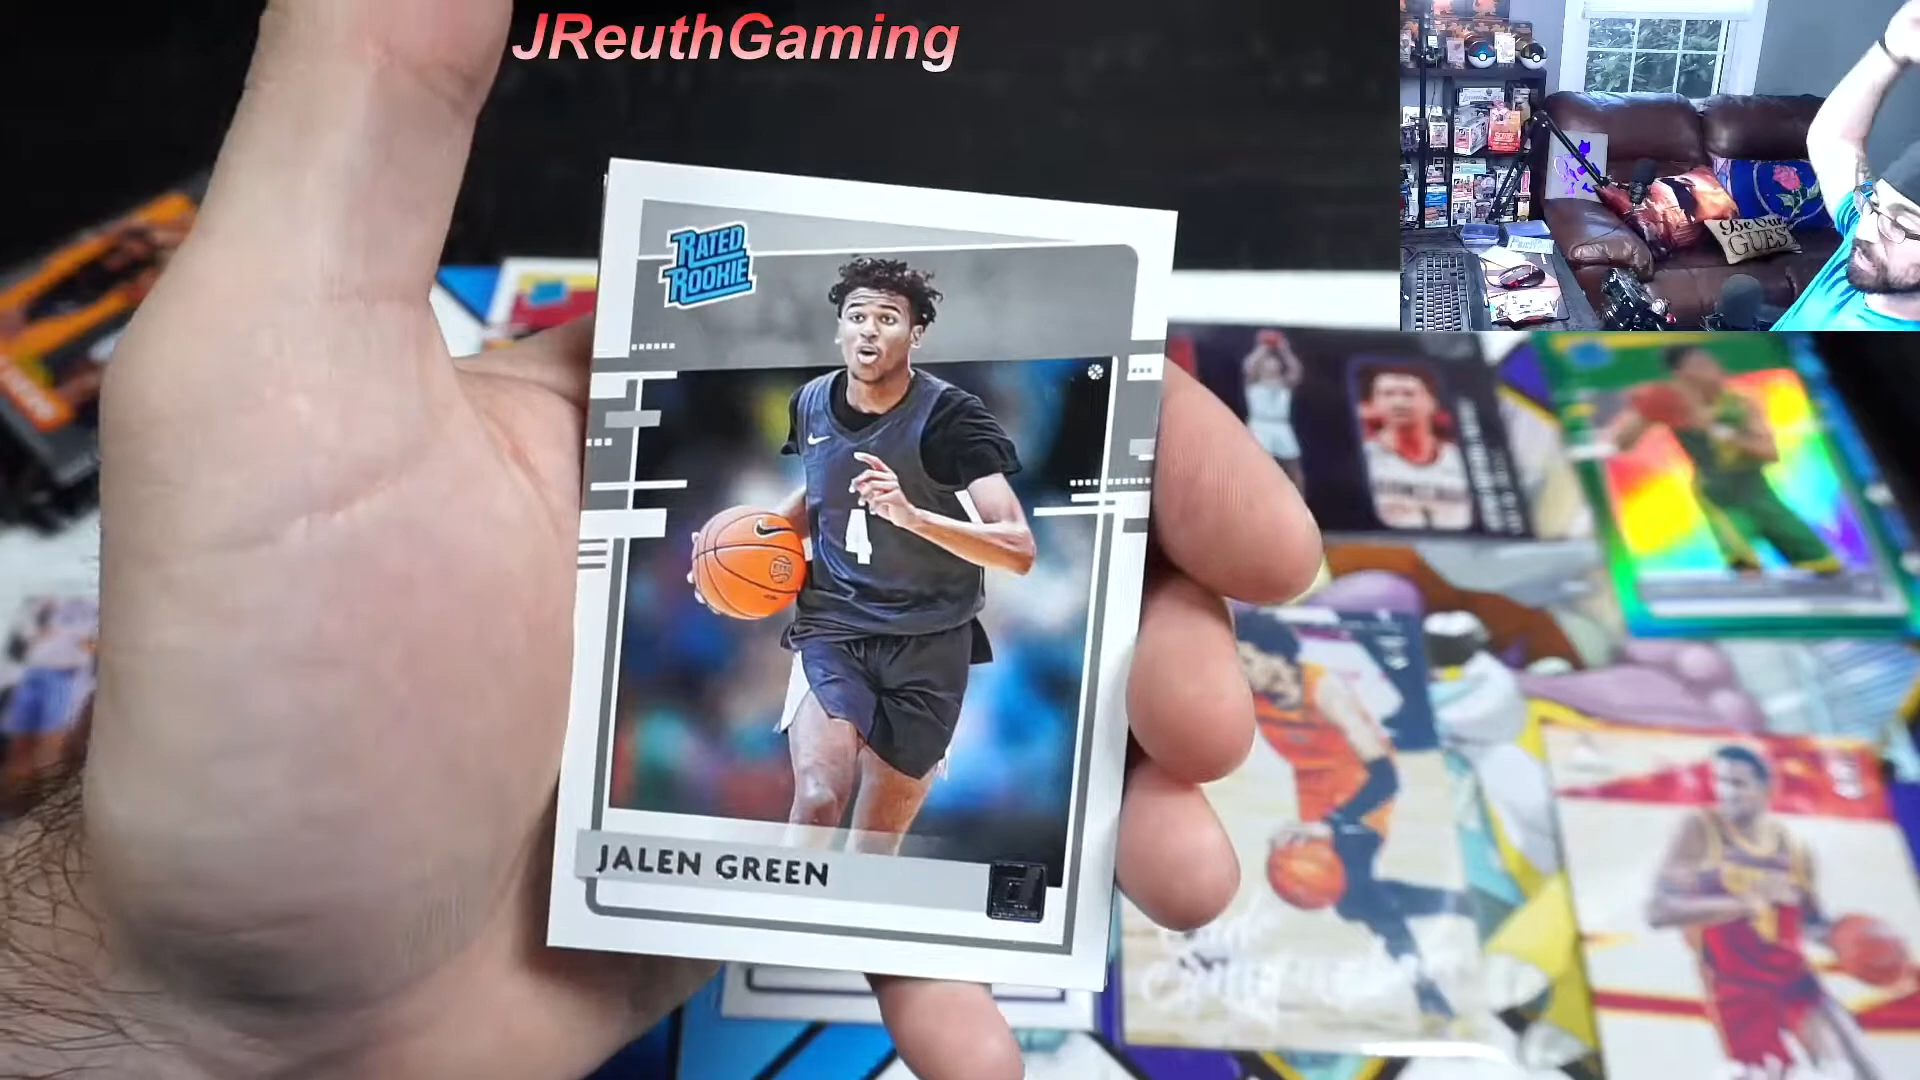 JReuthGaming
RATED
ROOKIE
4
JALEN GREEN
Be Our
GUEST